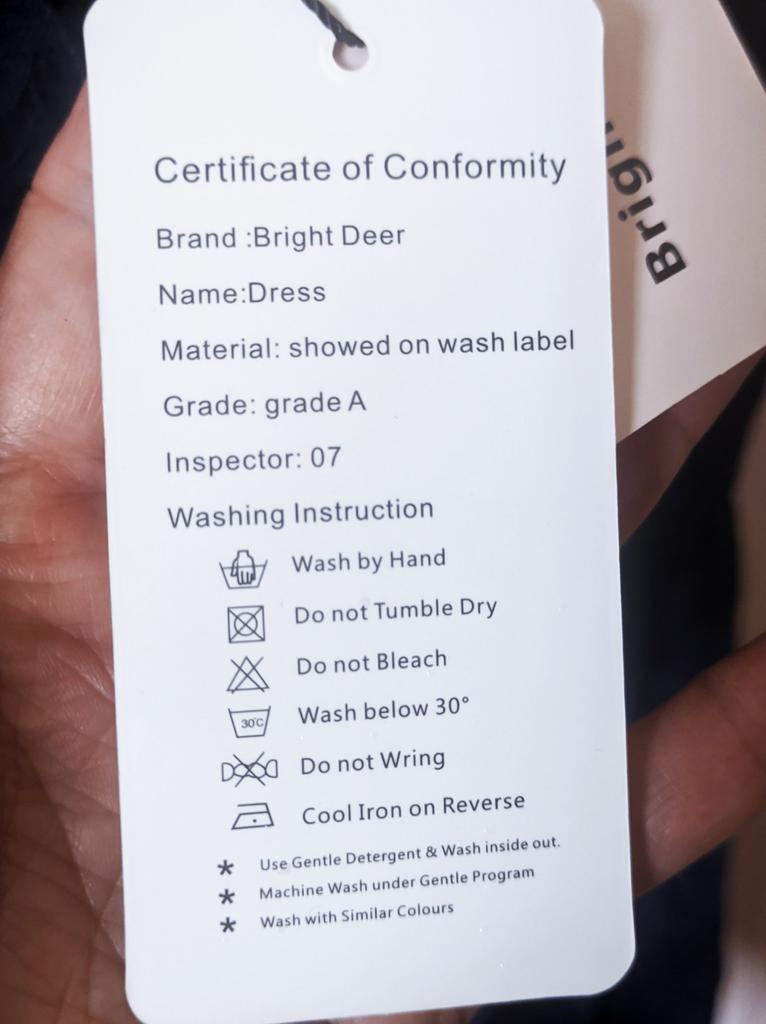 Certificate of Conformity
Brand :Bright Deer
Name:Dress
Material: showed on wash label
Grade: grade A
Inspector: 07
Washing Instruction
Wash by Hand
Do not Tumble Dry
Do not Bleach
30°C Wash below 30°
Do not Wring
Cool Iron on Reverse
* Use Gentle Detergent & Wash inside out.
* Machine Wash under Gentle Program
* Wash with Similar Colours